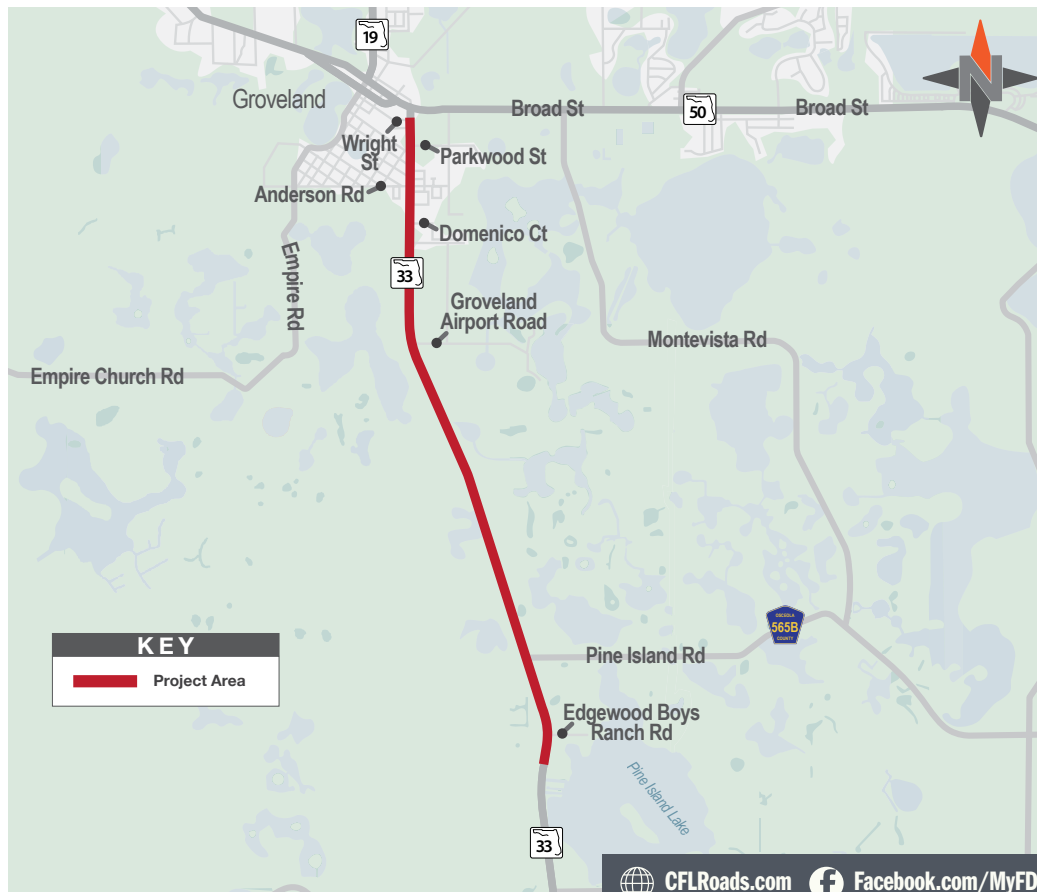 19
Groveland
Broad St
50
Broad St
N
Wright
St
Parkwood St
Anderson Rd
Domenico Ct
Empire Rd
33
Groveland
Airport Road
Montevista Rd
Empire Church Rd
OSCEOLA
565B
COUNTY
KEY
Project Area
Pine Island Rd
Edgewood Boys
Ranch Rd
Pine Island Lake
33
CFLRoads.com
Facebook.com/MyFD